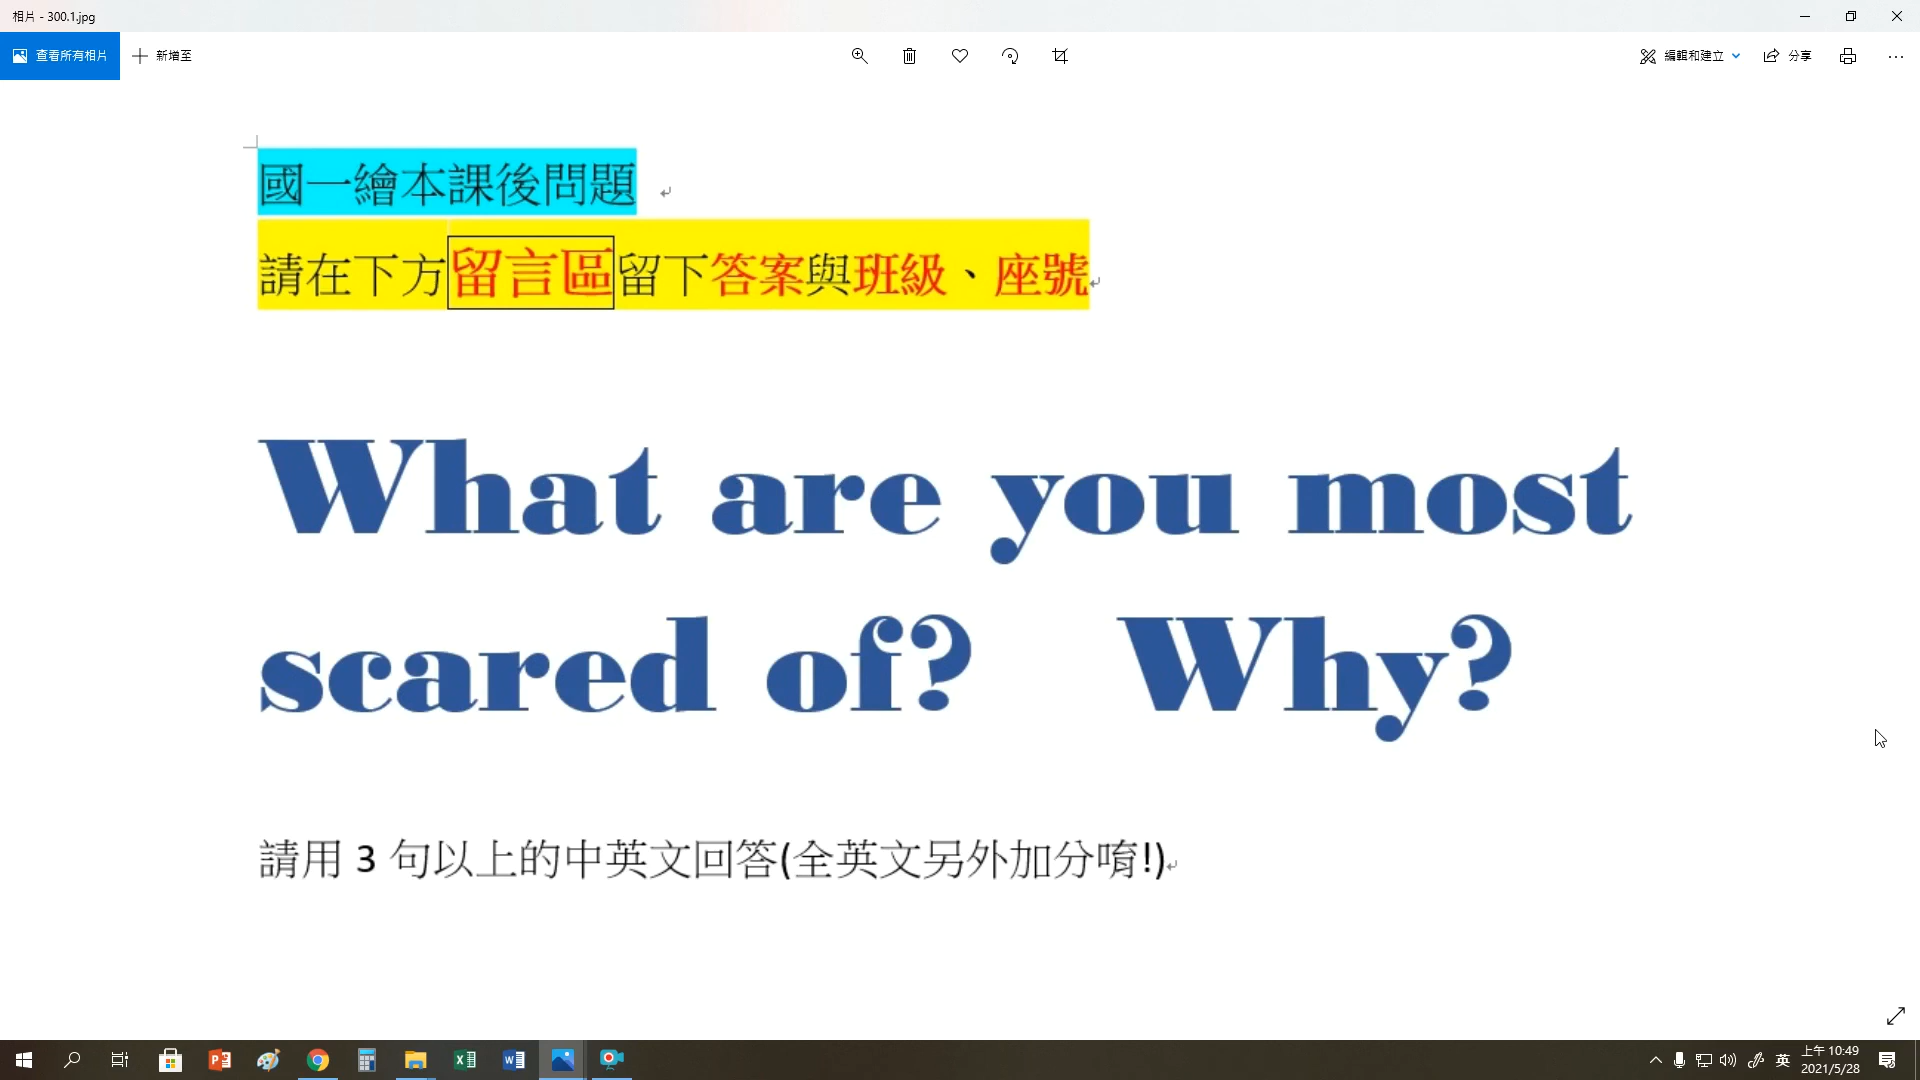 相片 - 300.1.jpg
查看所有相片
新增至
編輯和建立
分享
國一繪本課後問題
請在下方留言區留下答案與班級、座號
What are you most
scared of? Why?
請用 3 句以上的中英文回答(全英文另外加分唷!)
英
上午 10:49
2021/5/28